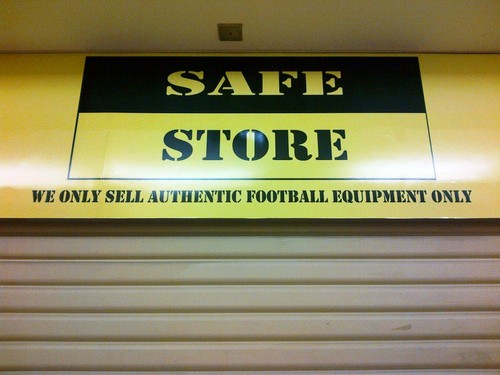 SAFE
STORE
WE ONLY SELL AUTHENTIC FOOTBALL EQUIPMENT ONLY